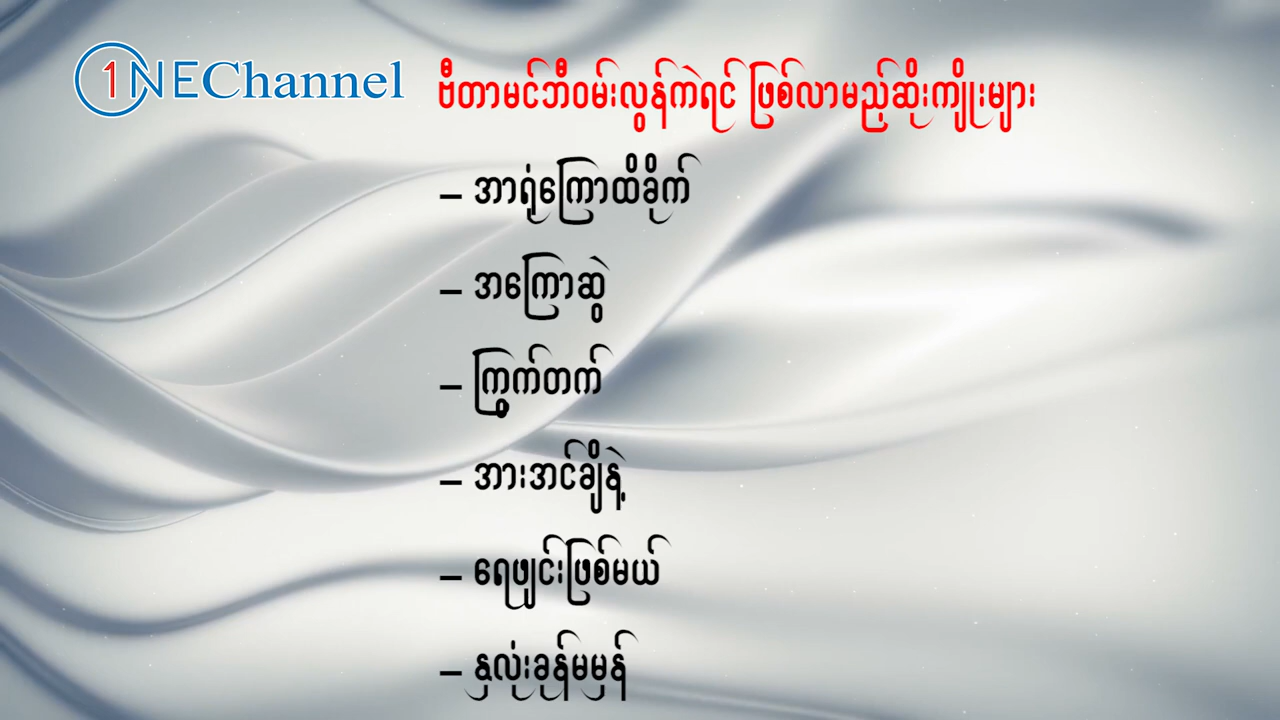 1NEChannel
ဗီတာမင်ဘီဝမ်းလွန်ကဲရင် ဖြစ်လာမည့်ဆိုးကျိုးများ
– အာရုံကြောထိခိုက်
– အကြောဆွဲ
– ကြွက်တက်
– အားအင်ချိနဲ့
– ရေဖျင်းဖြစ်မယ်
– နှလုံးခုန်မမှန်